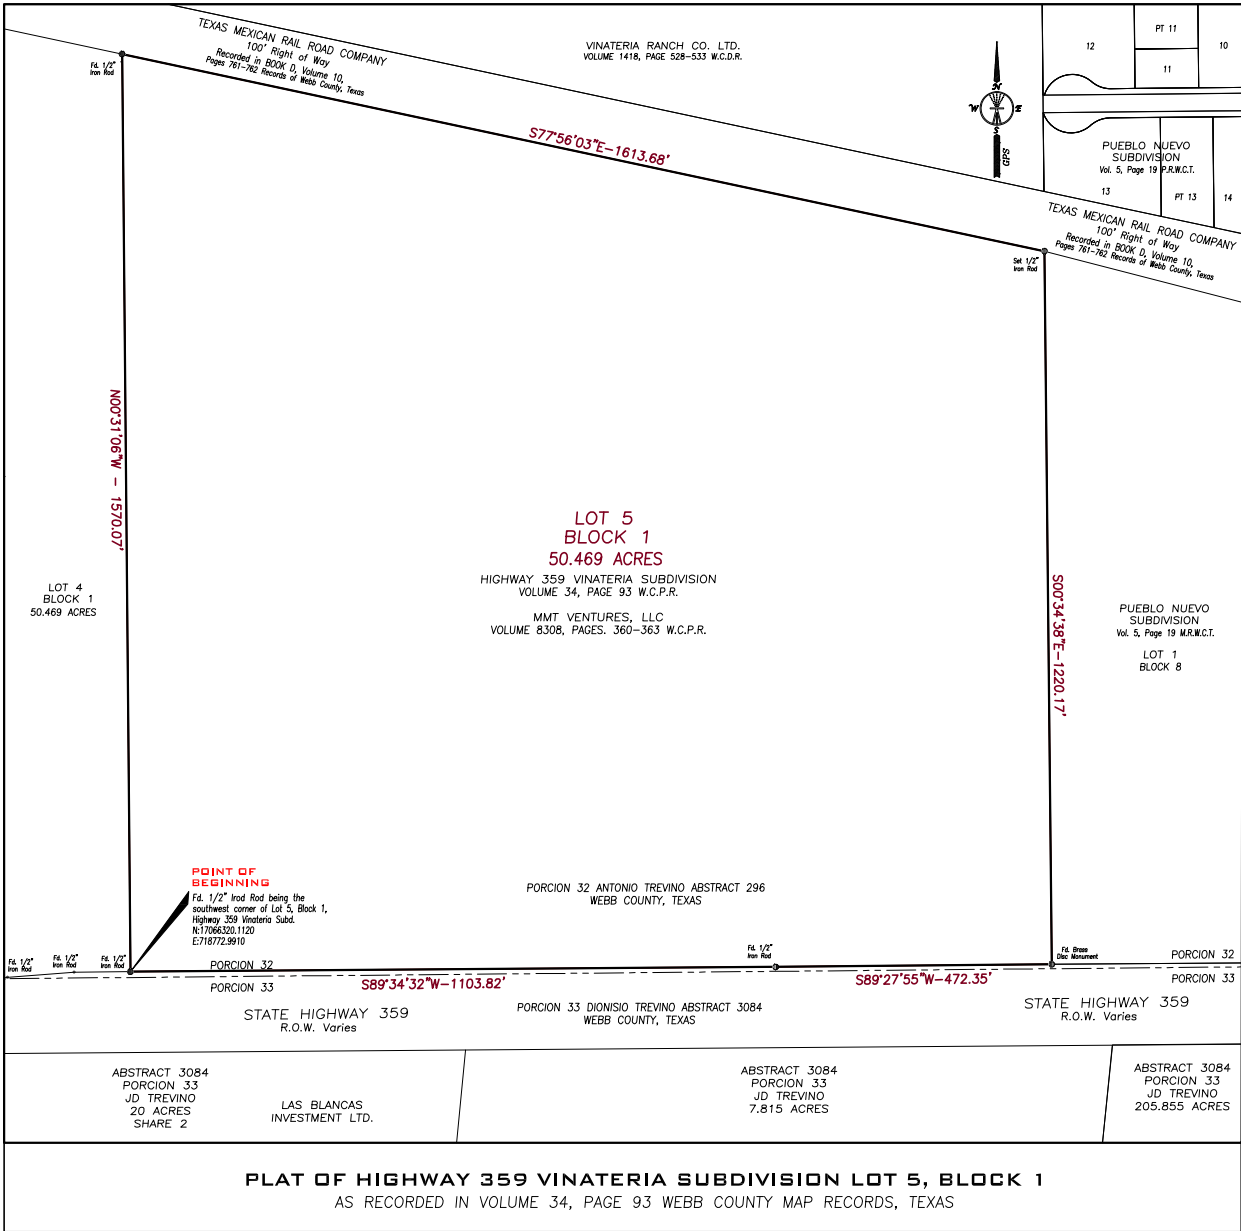 TEXAS MEXICAN RAIL ROAD COMPANY
100' Right of Way
Recorded in BOOK D, Volume 10,
Pages 761-762 Records of Webb County, Texas
Fd. 1/2"
Iron Rod
VINATERIA RANCH CO. LTD.
VOLUME 1418, PAGE 528-533 W.C.D.R.
N
W
E
S
GPS
12
PT 11
10
11
PUEBLO NUEVO
SUBDIVISION
Vol. 5, Page 19 P.R.W.C.T.
13
PT 13
14
S77°56'03"E-1613.68'
TEXAS MEXICAN RAIL ROAD COMPANY
100' Right of Way
Recorded in BOOK D, Volume 10,
Pages 761-762 Records of Webb County, Texas
Set 1/2"
Iron Rod
N00°31'06"W - 1570.07'
LOT 5
BLOCK 1
50.469 ACRES
HIGHWAY 359 VINATERIA SUBDIVISION
VOLUME 34, PAGE 93 W.C.P.R.
MMT VENTURES, LLC
VOLUME 8308, PAGES. 360-363 W.C.P.R.
LOT 4
BLOCK 1
50.469 ACRES
S00°34'38"E-1220.17'
PUEBLO NUEVO
SUBDIVISION
Vol. 5, Page 19 M.R.W.C.T.
LOT 1
BLOCK 8
POINT OF
BEGINNING
Fd. 1/2" Irod Rod being the
southwest corner of Lot 5, Block 1,
Highway 359 Vinateria Subd.
N:17066320.1120
E:718772.9910
PORCION 32 ANTONIO TREVINO ABSTRACT 296
WEBB COUNTY, TEXAS
Fd. 1/2"
Iron Rod
Fd. 1/2"
Iron Rod
Fd. 1/2"
Iron Rod
PORCION 32
Fd. 1/2"
Iron Rod
Fd. Brass
Disc Monument
PORCION 32
PORCION 33
S89°34'32"W-1103.82'
S89°27'55"W-472.35'
PORCION 33
STATE HIGHWAY 359
R.O.W. Varies
PORCION 33 DIONISIO TREVINO ABSTRACT 3084
WEBB COUNTY, TEXAS
STATE HIGHWAY 359
R.O.W. Varies
ABSTRACT 3084
PORCION 33
JD TREVINO
20 ACRES
SHARE 2
LAS BLANCAS
INVESTMENT LTD.
ABSTRACT 3084
PORCION 33
JD TREVINO
7.815 ACRES
ABSTRACT 3084
PORCION 33
JD TREVINO
205.855 ACRES
PLAT OF HIGHWAY 359 VINATERIA SUBDIVISION LOT 5, BLOCK 1
AS RECORDED IN VOLUME 34, PAGE 93 WEBB COUNTY MAP RECORDS, TEXAS